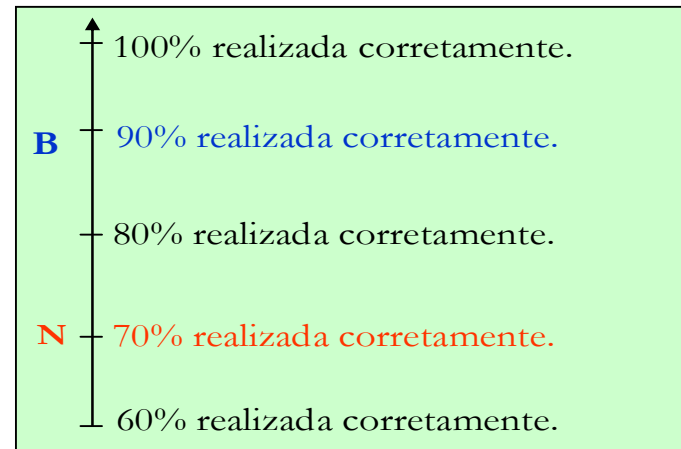 100% realizada corretamente.
B 90% realizada corretamente.
80% realizada corretamente.
N 70% realizada corretamente.
60% realizada corretamente.